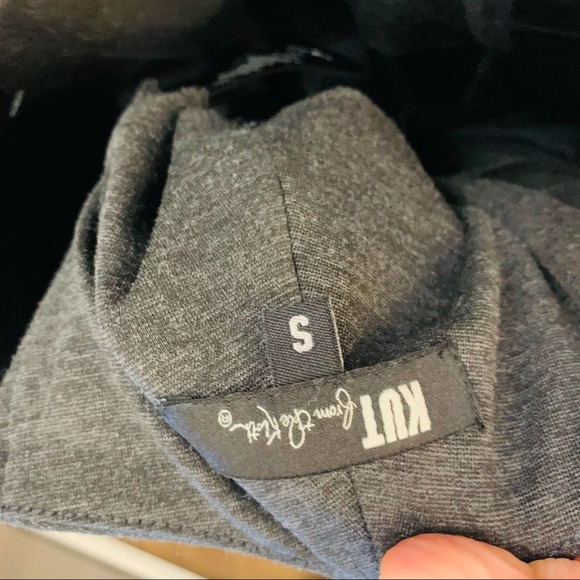 KUT from the Kloth ®
S